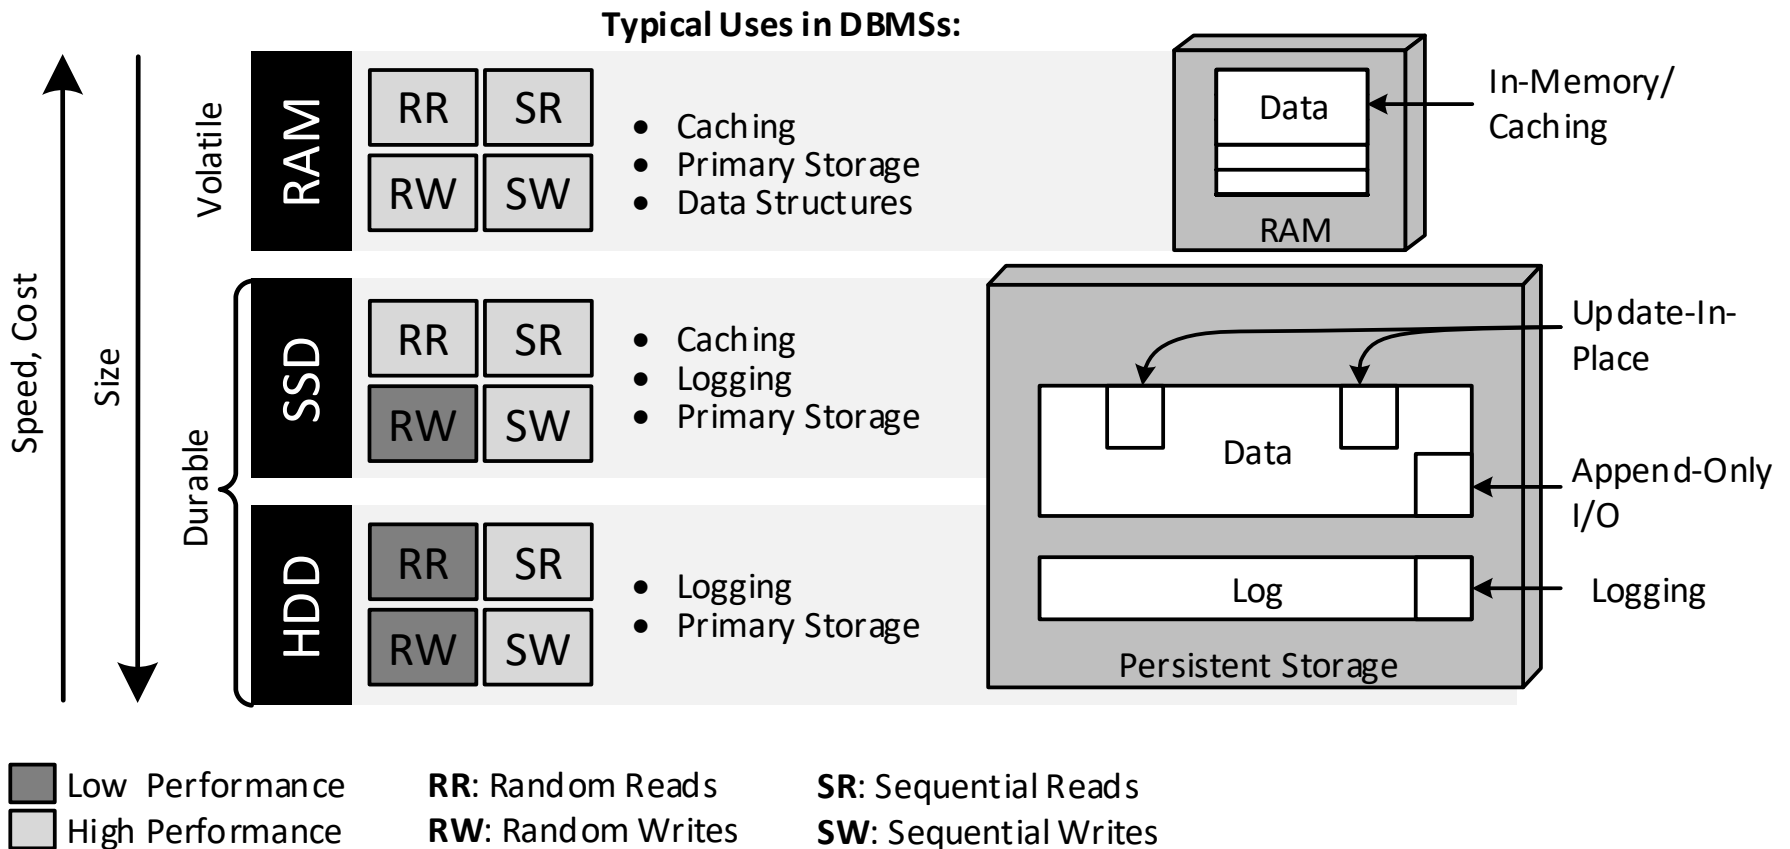 Typical Uses in DBMSs:
Speed, Cost
Size
Volatile
RAM
RR SR
RW SW
• Caching
• Primary Storage
• Data Structures
Data
RAM
In-Memory/
Caching
Durable
SSD
RR SR
RW SW
• Caching
• Logging
• Primary Storage
HDD
RR SR
RW SW
• Logging
• Primary Storage
Data
Log
Persistent Storage
Update-In-
Place
Append-Only
I/O
Logging
Low Performance
RR: Random Reads
SR: Sequential Reads
High Performance
RW: Random Writes
SW: Sequential Writes